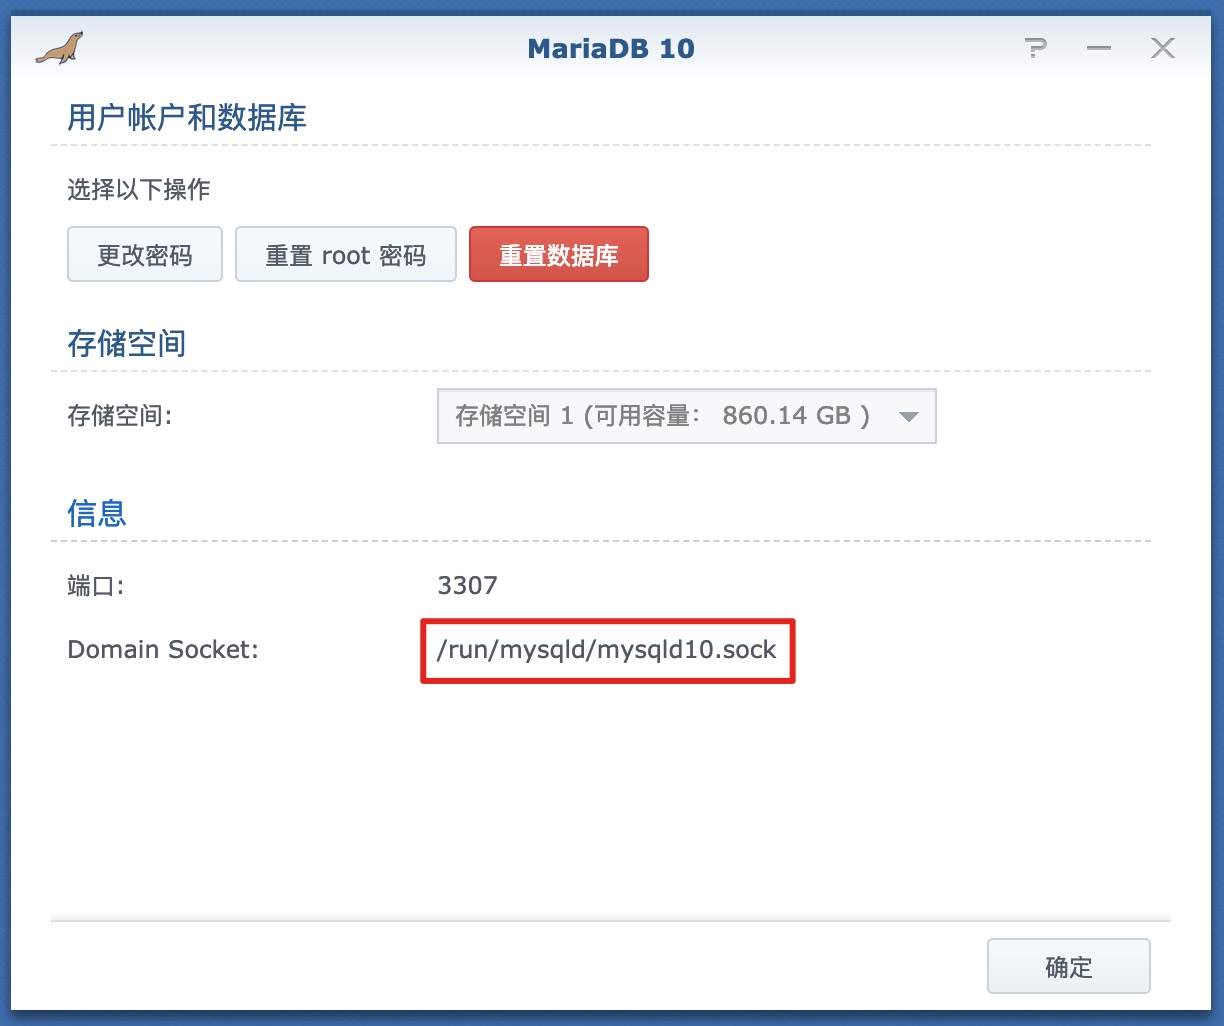 MariaDB 10
用户帐户和数据库
选择以下操作
更改密码 重置 root 密码 重置数据库
存储空间
存储空间: 存储空间 1 (可用容量： 860.14 GB )
信息
端口: 3307
Domain Socket: /run/mysqld/mysqld10.sock
确定